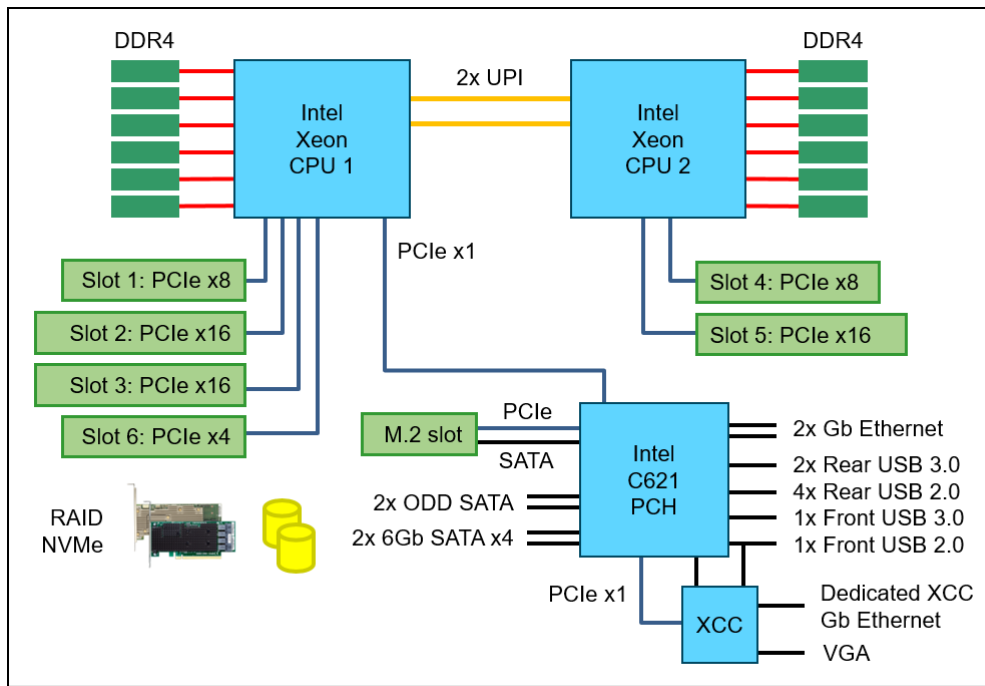 DDR4
DDR4
2x UPI
Intel
Xeon
CPU 1
Intel
Xeon
CPU 2
PCIe x1
Slot 1: PCIe x8
Slot 2: PCIe x16
Slot 3: PCIe x16
Slot 6: PCIe x4
Slot 4: PCIe x8
Slot 5: PCIe x16
M.2 slot
PCIe
SATA
Intel
C621
PCH
2x ODD SATA
2x 6Gb SATA x4
2x Gb Ethernet
2x Rear USB 3.0
4x Rear USB 2.0
1x Front USB 3.0
1x Front USB 2.0
RAID
NVMe
PCIe x1
XCC
Dedicated XCC
Gb Ethernet
VGA